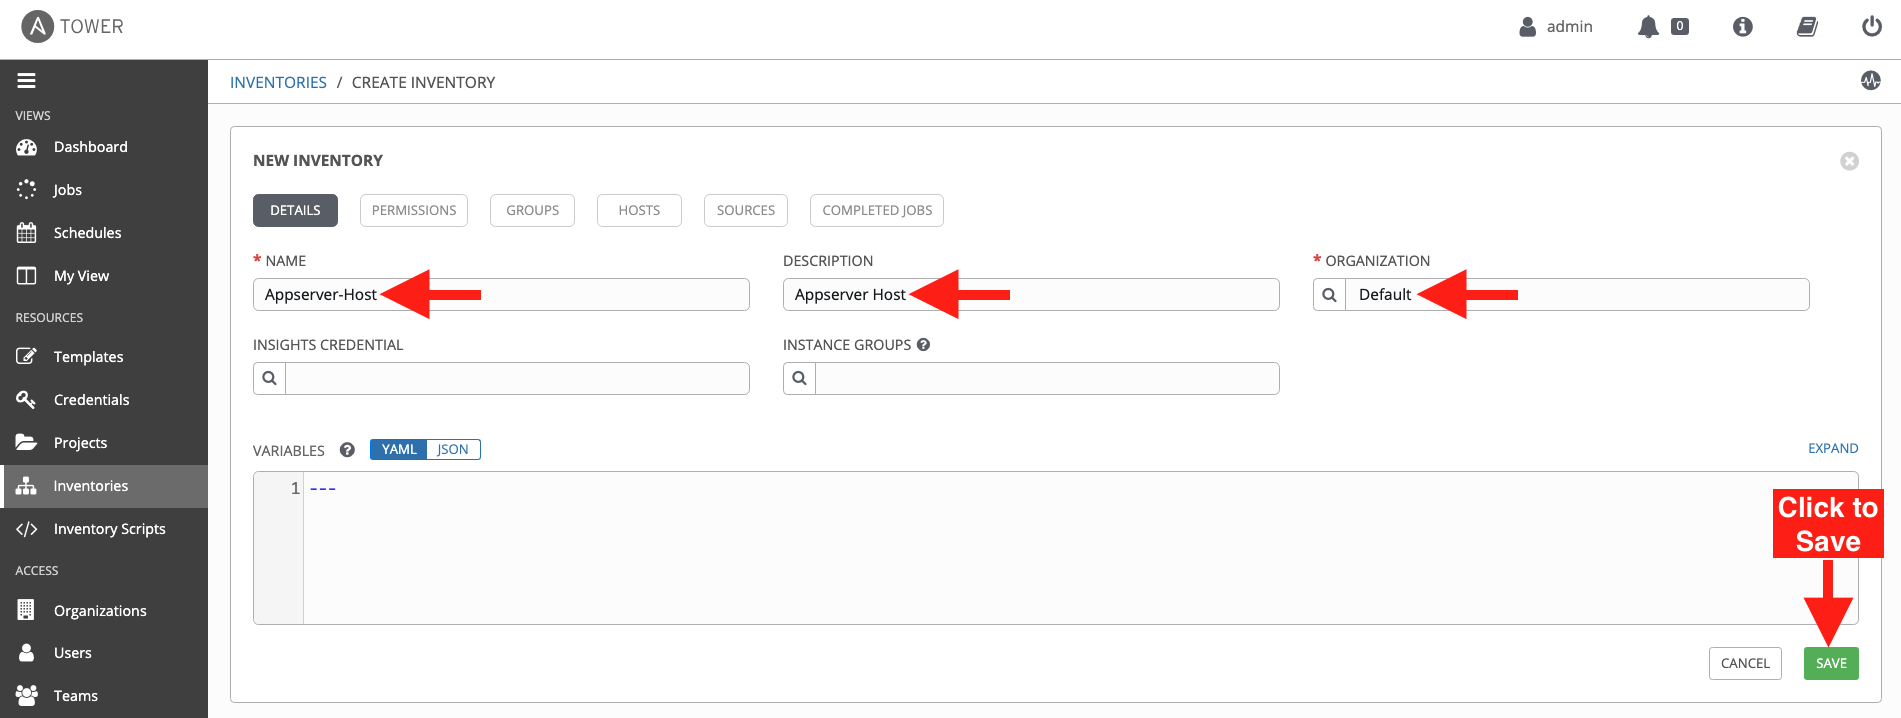 TOWER
admin
0
INVENTORIES / CREATE INVENTORY
VIEWS
Dashboard
Jobs
Schedules
My View
RESOURCES
Templates
Credentials
Projects
Inventories
Inventory Scripts
ACCESS
Organizations
Users
Teams
NEW INVENTORY
DETAILS PERMISSIONS GROUPS HOSTS SOURCES COMPLETED JOBS
* NAME
Appserver-Host
DESCRIPTION
Appserver Host
* ORGANIZATION
Default
INSIGHTS CREDENTIAL
INSTANCE GROUPS
VARIABLES YAML JSON
EXPAND
1 ---
Click to
Save
CANCEL SAVE